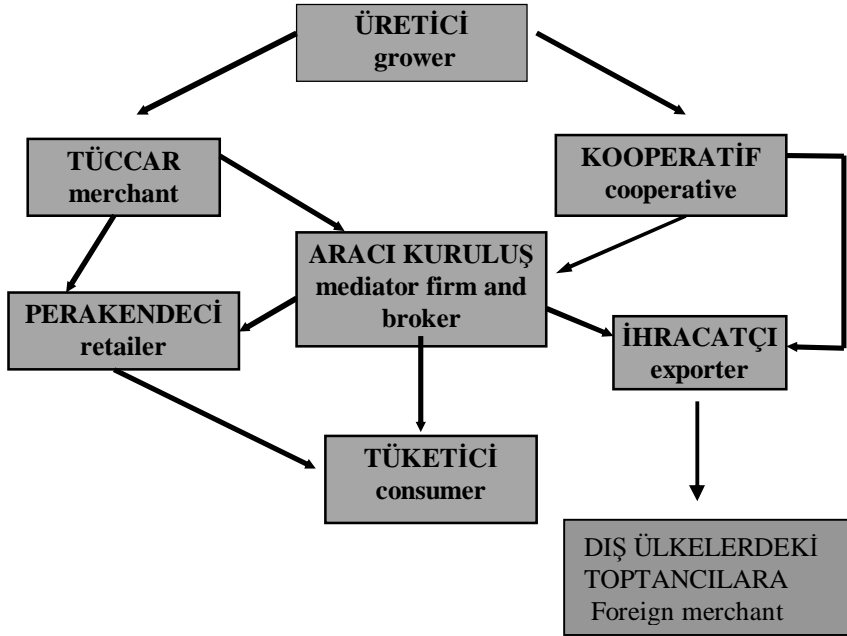 ÜRETİCİ
grower
TÜCCAR
merchant
KOOPERATİF
cooperative
ARACI KURULUŞ
mediator firm and
broker
PERAKENDECİ
retailer
İHRACATÇI
exporter
TÜKETİCİ
consumer
DIŞ ÜLKELERDEKİ
TOPTANCILARA
Foreign merchant